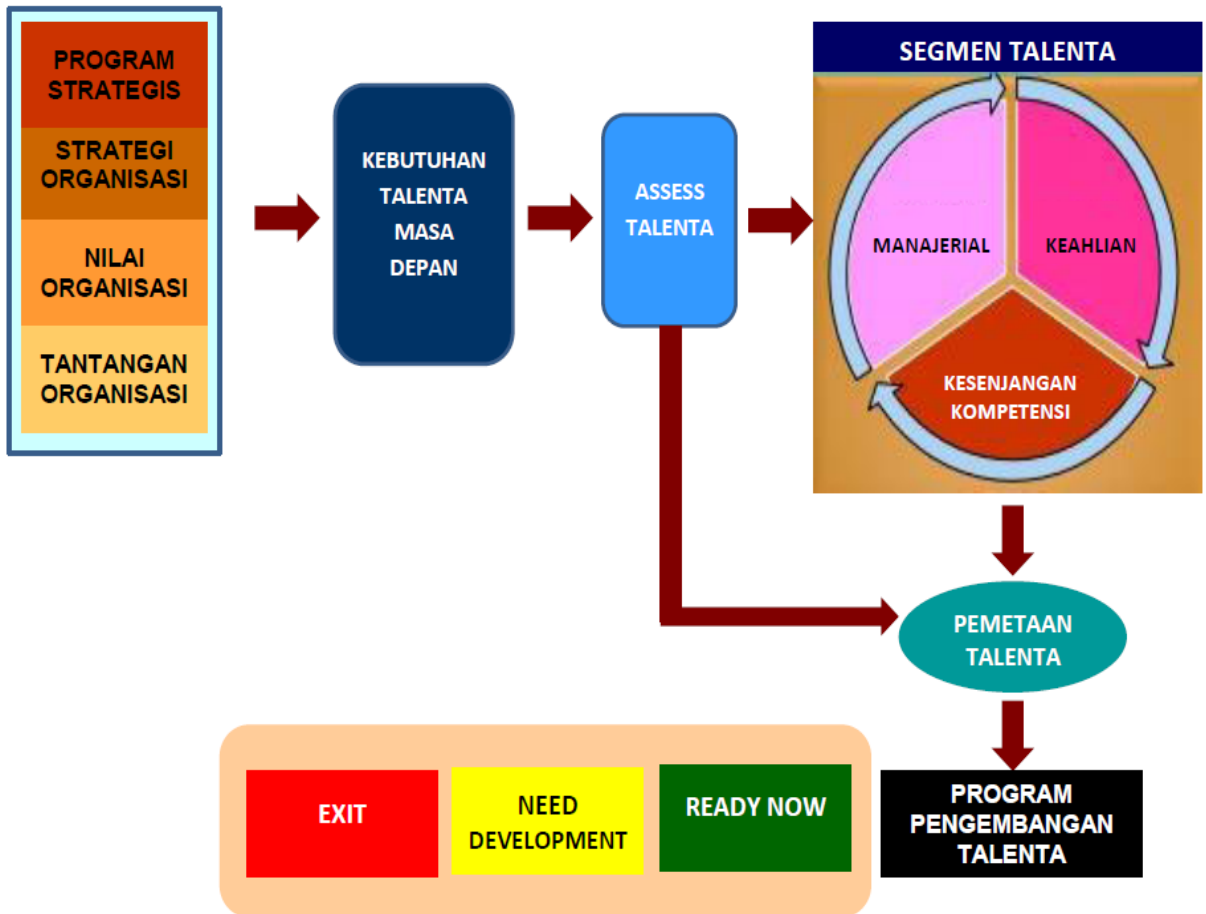 PROGRAM
STRATEGIS
STRATEGI
ORGANISASI
NILAI
ORGANISASI
TANTANGAN
ORGANISASI
KEBUTUHAN
TALENTA
MASA
DEPAN
ASSESS
TALENTA
SEGMEN TALENTA
MANAJERIAL
KEAHLIAN
KESENJANGAN
KOMPETENSI
PEMETAAN
TALENTA
EXIT
NEED
DEVELOPMENT
READY NOW
PROGRAM
PENGEMBANGAN
TALENTA